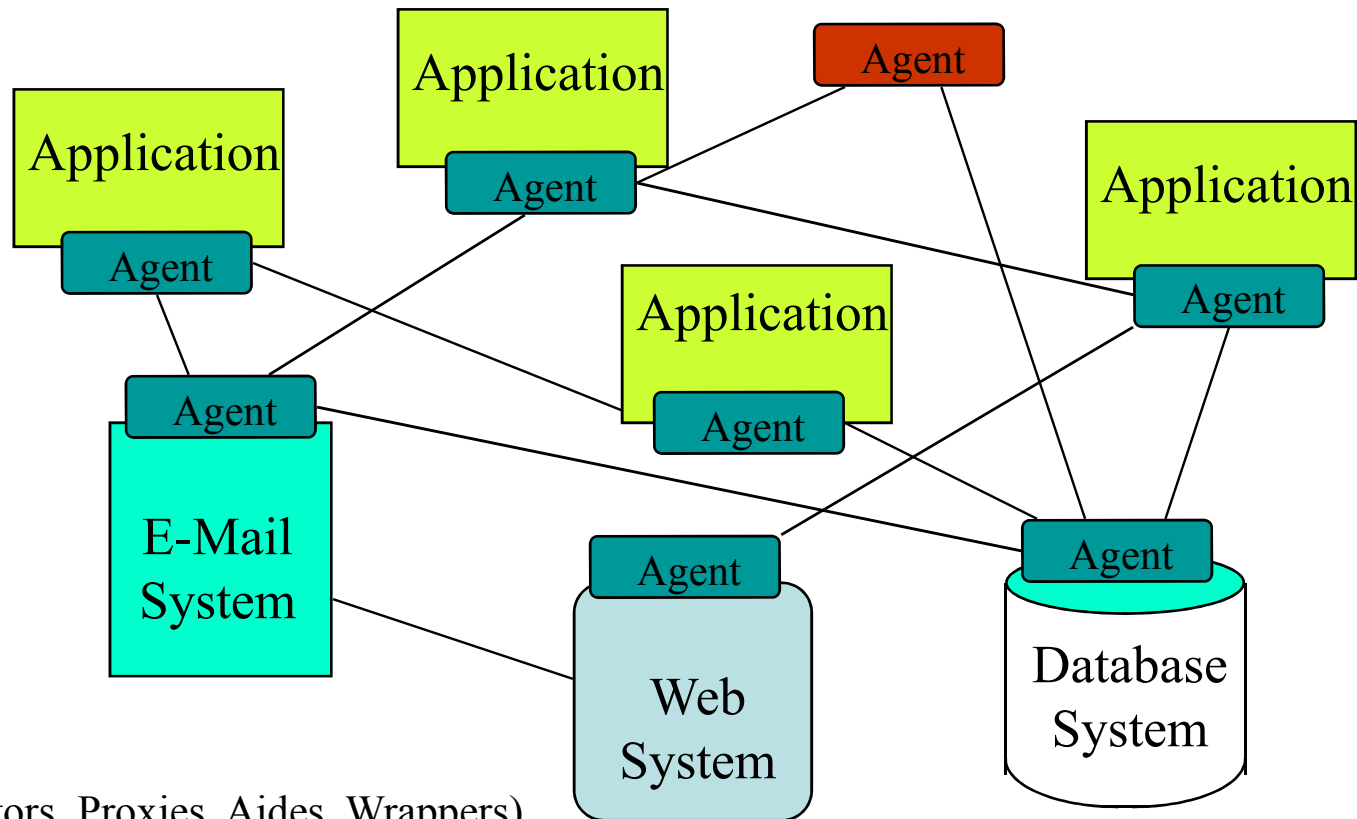 Application
Agent
Application
Agent
Agent
Application
Agent
Application
Agent
Agent
E-Mail
System
Agent
Web
System
Agent
Database
System
Proxies, Aides, Wrappers)